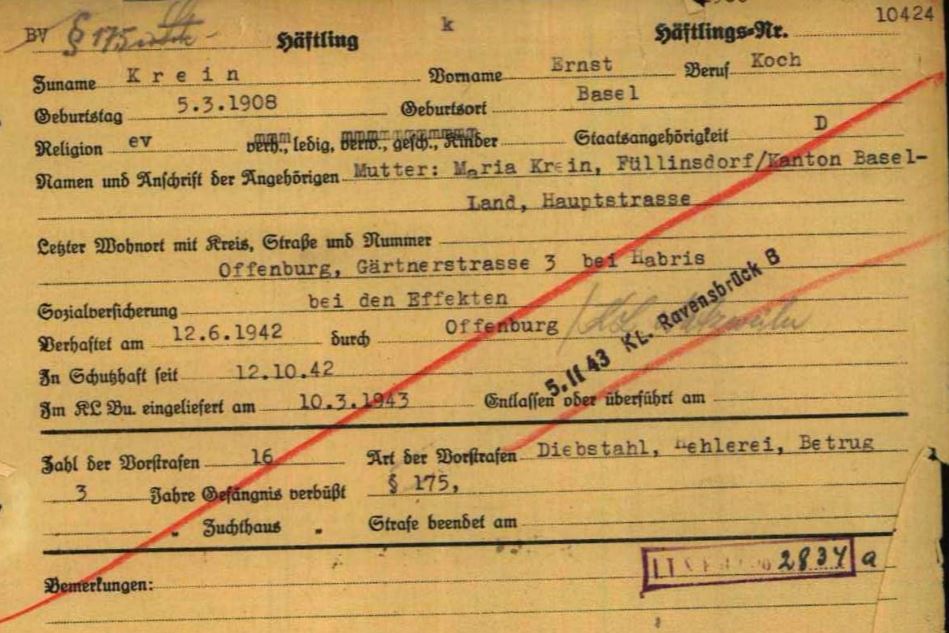 10424
BV § 175 k
Häftling Häftlings-Nr.
Zuname Krein Vorname Ernst Beruf Koch
Geburtstag 5.3.1908 Geburtsort Basel
Religion ev verh., ledig, verw., gesch., Kinder Staatsangehörigkeit D
Namen und Anschrift der Angehörigen Mutter: Maria Krein, Füllinsdorf/Kanton Basel-
Land, Hauptstrasse
Letzter Wohnort mit Kreis, Straße und Nummer
Offenburg, Gärtnerstrasse 3 bei Habris
Sozialversicherung bei den Effekten
Verhaftet am 12.6.1942 durch Offenburg /KL
In Schutzhaft seit 12.10.42
5.11 43 KL. Ravensbrück B
Im KL Bu. eingeliefert am 10.3.1943 Entlassen oder überführt am
Zahl der Vorstrafen 16 Art der Vorstrafen Diebstahl, Hehlerei, Betrug
3 Jahre Gefängnis verbüßt § 175,
" Zuchthaus " Strafe beendet am
2834 a
Bemerkungen: